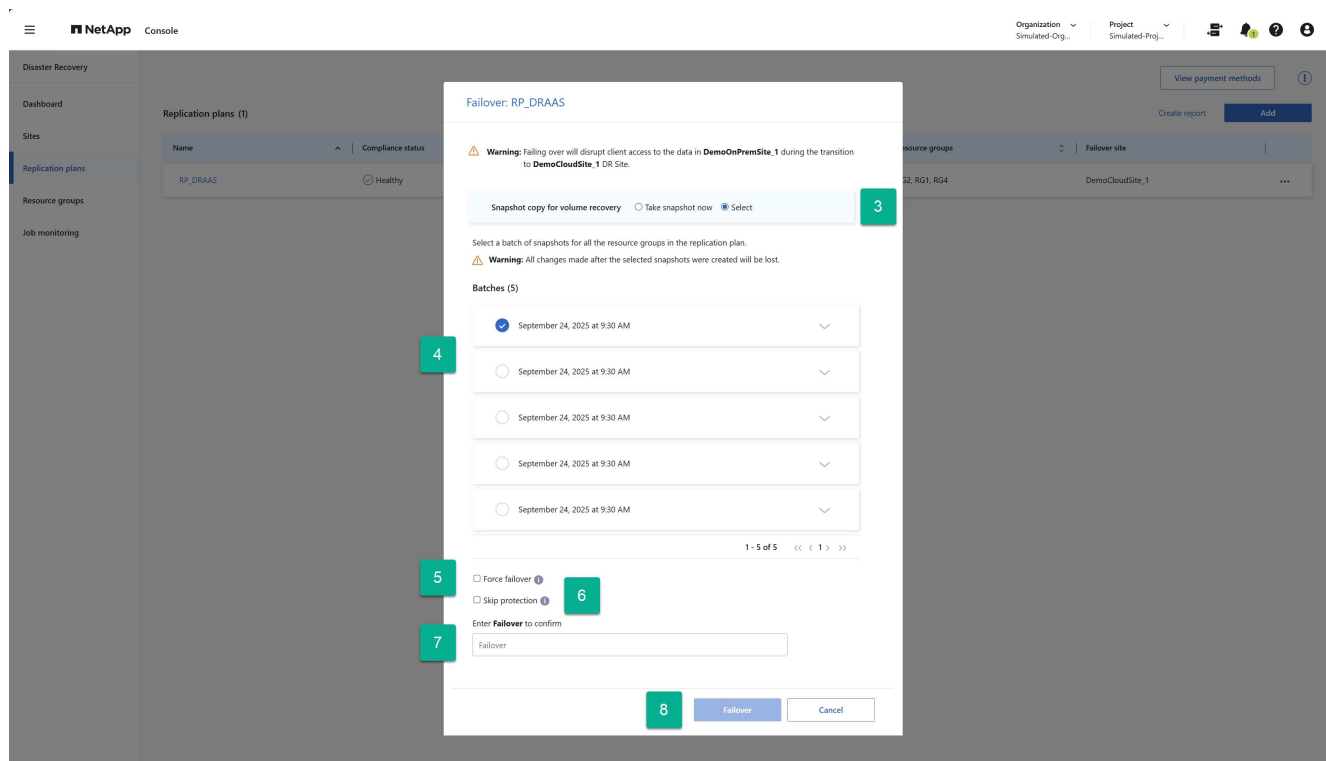 NetApp Console
Organization
Simulated-Org...
Project
Simulated-Proj...
1
Disaster Recovery
Dashboard
Sites
Replication plans
Resource groups
Job monitoring
View payment methods
Replication plans (1)
Create report
Add
Name
Compliance status
Failover site
RP_DRAAS
Healthy
RG1, RG4
DemoCloudSite_1
Failover: RP_DRAAS
Warning: Failing over will disrupt client access to the data in DemoOnPremSite_1 during the transition
to DemoCloudSite_1 DR Site.
Snapshot copy for volume recovery Take snapshot now Select
3
Select a batch of snapshots for all the resource groups in the replication plan.
Warning: All changes made after the selected snapshots were created will be lost.
Batches (5)
September 24, 2025 at 9:30 AM
4
September 24, 2025 at 9:30 AM
September 24, 2025 at 9:30 AM
September 24, 2025 at 9:30 AM
September 24, 2025 at 9:30 AM
1 - 5 of 5 << < 1 > >>
5
Force failover
Skip protection
6
Enter Failover to confirm
7
Failover
8
Failover
Cancel